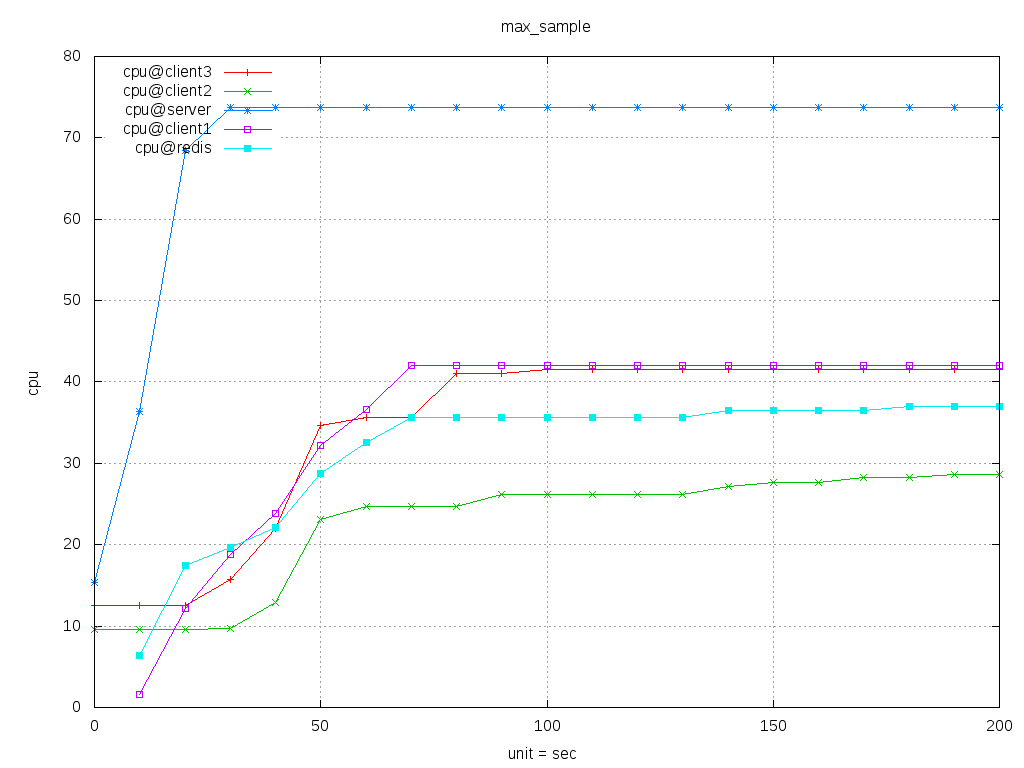 max_sample
80
70
60
50
40
30
20
10
0
cpu
cpu@client3
cpu@client2
cpu@server
cpu@client1
cpu@redis
0 50 100 150 200
unit = sec